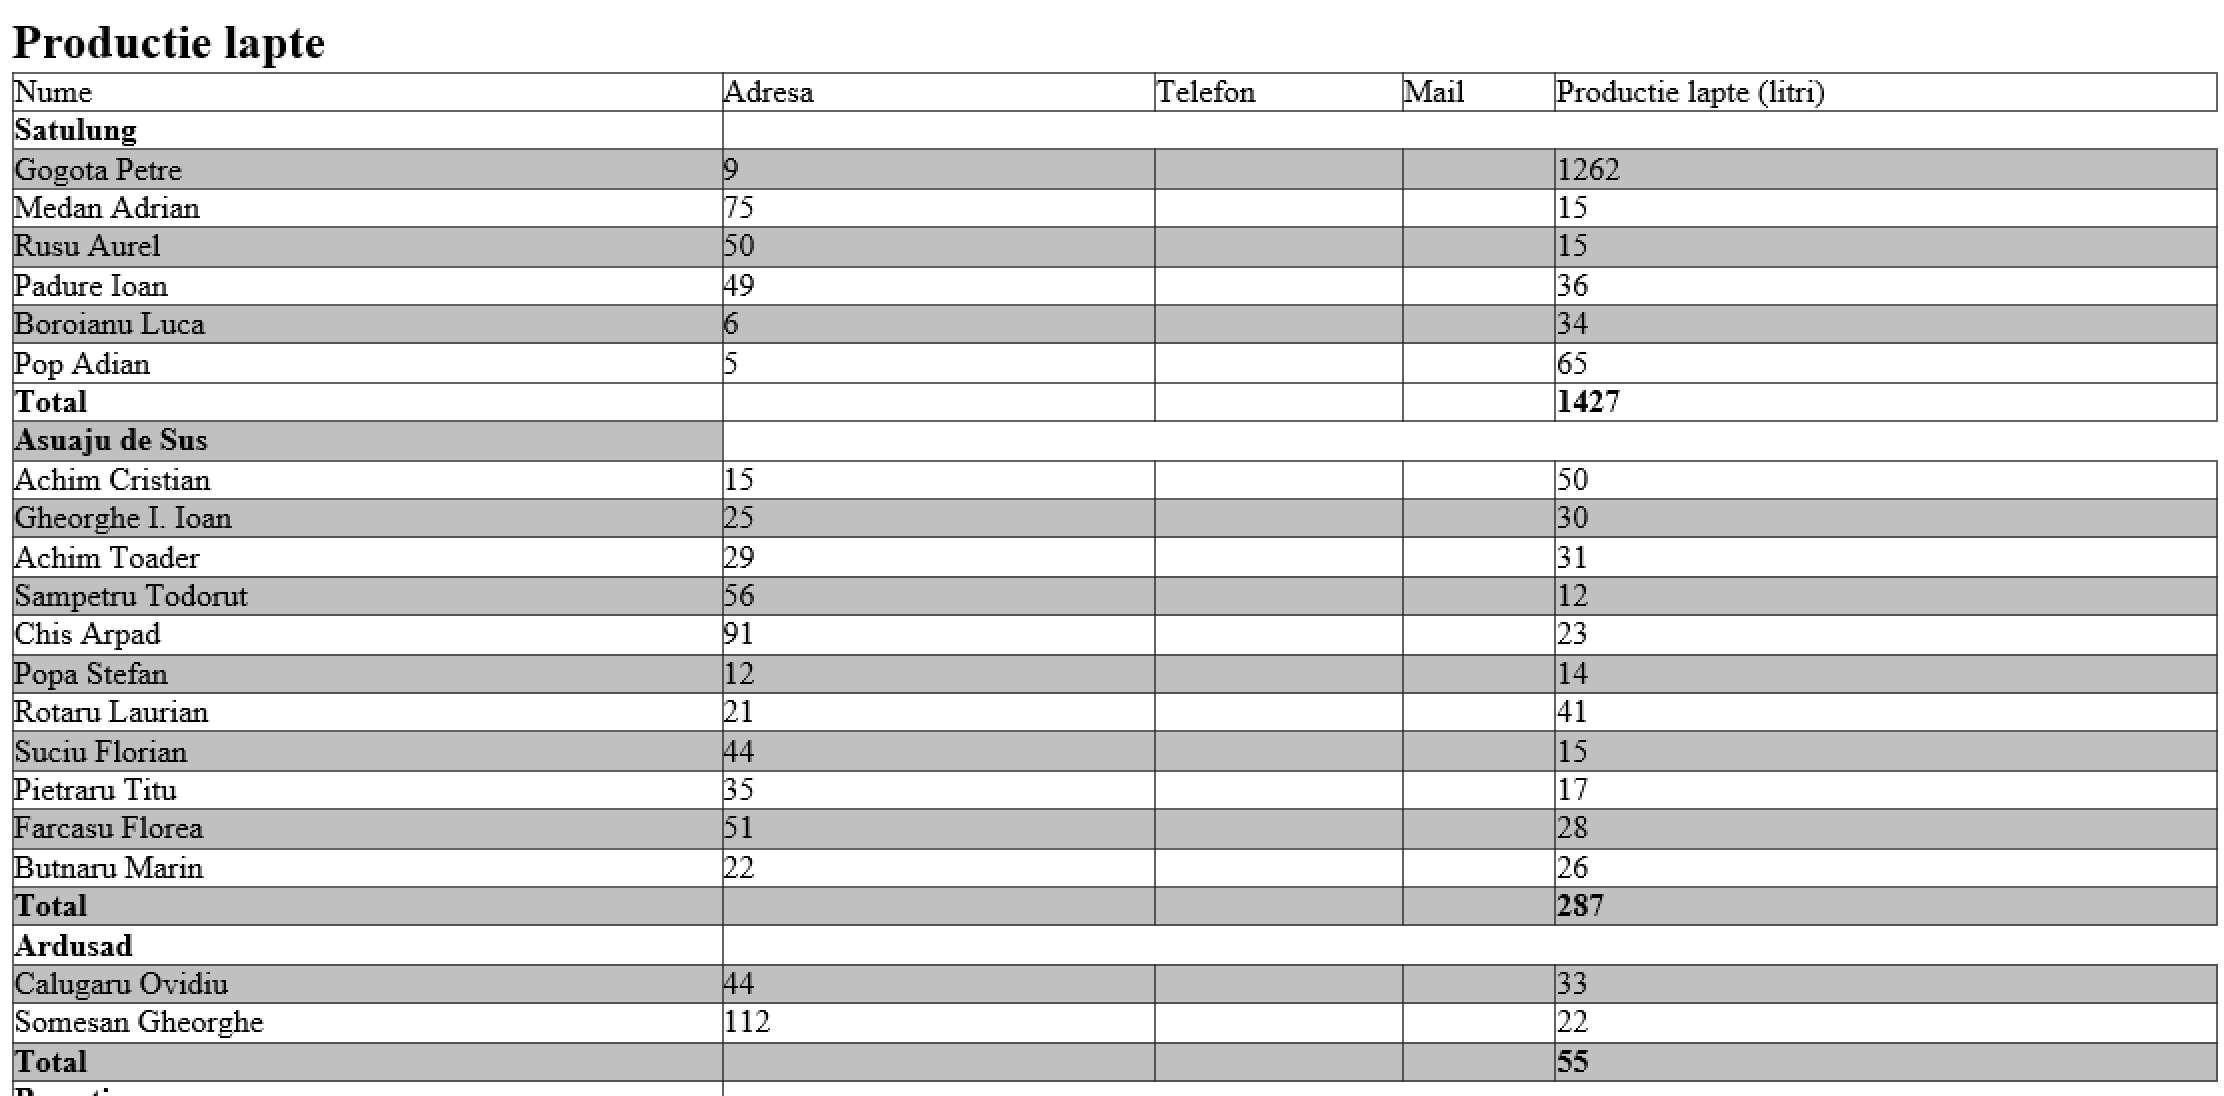 Productie lapte
Nume Adresa Telefon Mail Productie lapte (litri)
Satulung
Gogota Petre 9 1262
Medan Adrian 75 15
Rusu Aurel 50 15
Padure Ioan 49 36
Boroianu Luca 6 34
Pop Adian 5 65
Total 1427
Asuaju de Sus
Achim Cristian 15 50
Gheorghe I. Ioan 25 30
Achim Toader 29 31
Sampetru Todorut 56 12
Chis Arpad 91 23
Popa Stefan 12 14
Rotaru Laurian 21 41
Suciu Florian 44 15
Pietraru Titu 35 17
Farcasu Florea 51 28
Butnaru Marin 22 26
Total 287
Ardusad
Calugaru Ovidiu 44 33
Somesan Gheorghe 112 22
Total 55